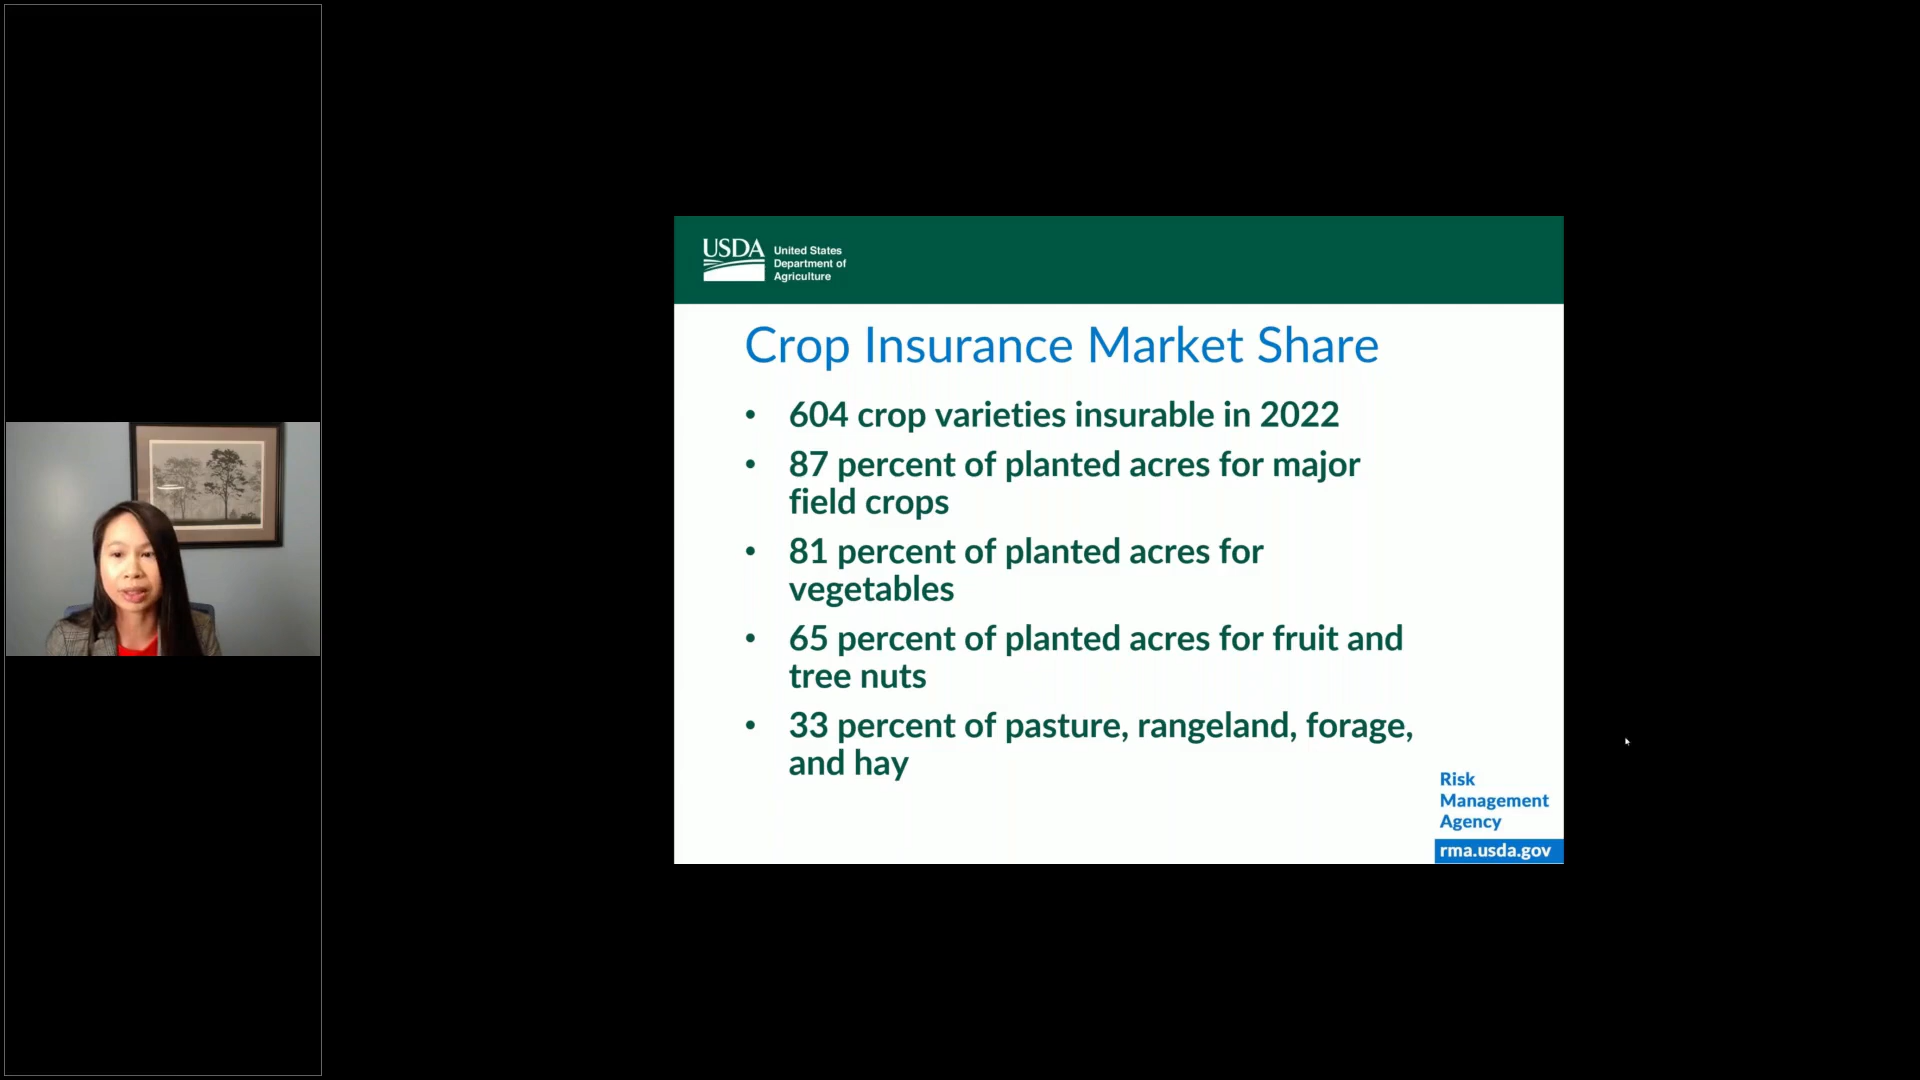 USDA
United States
Department of
Agriculture
Crop Insurance Market Share
• 604 crop varieties insurable in 2022
• 87 percent of planted acres for major
field crops
• 81 percent of planted acres for
vegetables
• 65 percent of planted acres for fruit and
tree nuts
• 33 percent of pasture, rangeland, forage,
and hay
Risk
Management
Agency
rma.usda.gov